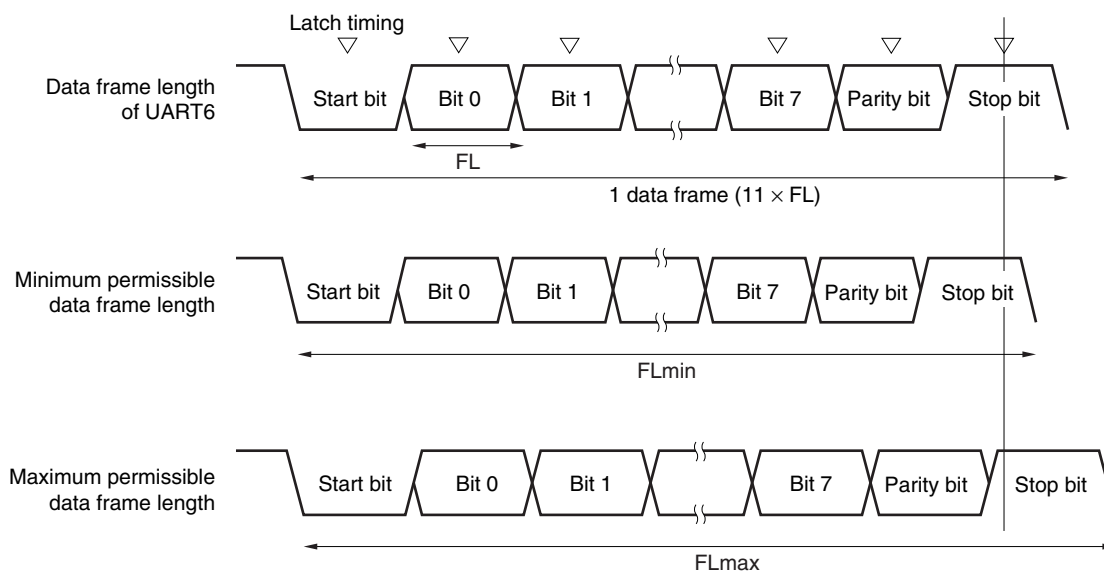 Latch timing
Data frame length
of UART6
Start bit
Bit 0
Bit 1
Bit 7
Parity bit
Stop bit
FL
1 data frame (11 × FL)
Minimum permissible
data frame length
Start bit
Bit 0
Bit 1
Bit 7
Parity bit
Stop bit
FLmin
Maximum permissible
data frame length
Start bit
Bit 0
Bit 1
Bit 7
Parity bit
Stop bit
FLmax